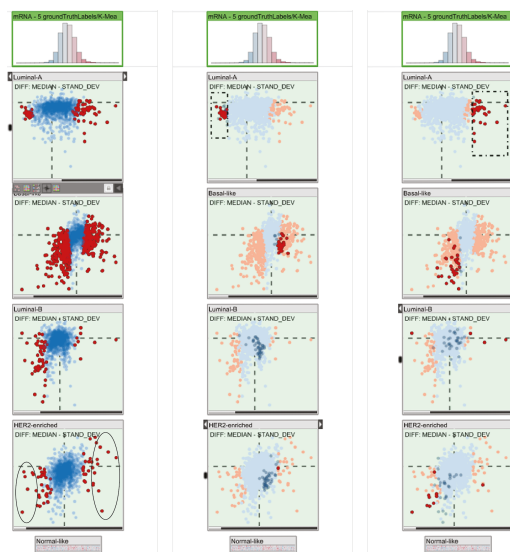 mRNA - 5 groundTruthLabels/K-Mea
Luminal-A
DIFF: MEDIAN - STAND_DEV
DIFF: MEDIAN - STAND_DEV
Luminal-B
DIFF: MEDIAN - STAND_DEV
HER2-enriched
DIFF: MEDIAN - STAND_DEV
Normal-like
mRNA - 5 groundTruthLabels/K-Mea
Luminal-A
DIFF: MEDIAN - STAND_DEV
Basal-like
DIFF: MEDIAN - STAND_DEV
Luminal-B
DIFF: MEDIAN - STAND_DEV
HER2-enriched
DIFF: MEDIAN - STAND_DEV
Normal-like
mRNA - 5 groundTruthLabels/K-Mea
Luminal-A
DIFF: MEDIAN - STAND_DEV
Basal-like
DIFF: MEDIAN - STAND_DEV
Luminal-B
DIFF: MEDIAN - STAND_DEV
HER2-enriched
DIFF: MEDIAN - STAND_DEV
Normal-like